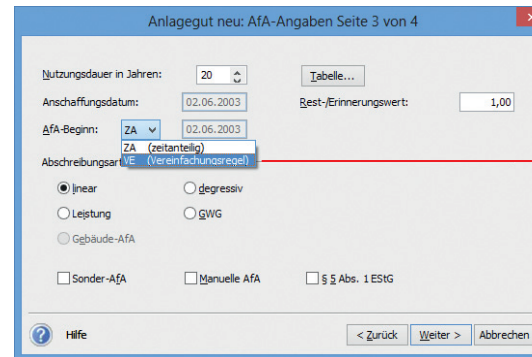 Anlagegut neu: AfA-Angaben Seite 3 von 4
Nutzungsdauer in Jahren: 20 Tabelle...
Anschaffungsdatum: 02.06.2003 Rest-/Erinnerungswert: 1,00
AfA-Beginn: ZA 02.06.2003
ZA (zeitanteilig)
VE (Vereinfachungsregel)
Abschreibungsart
linear degressiv
Leistung GWG
Gebäude-AfA
Sonder-AfA Manuelle AfA § 5 Abs. 1 EStG
? Hilfe < Zurück Weiter > Abbrechen